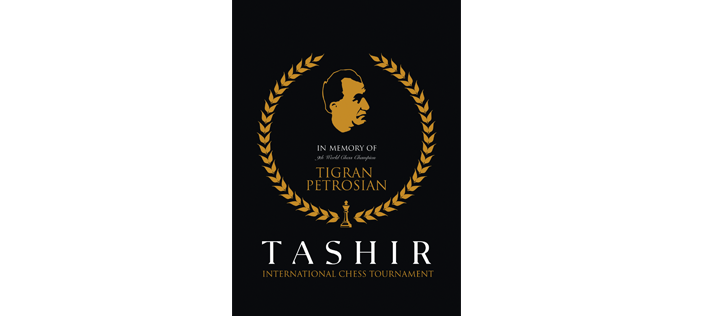 IN MEMORY OF
9th World Chess Champion
TIGRAN
PETROSIAN
TASHIR
INTERNATIONAL CHESS TOURNAMENT